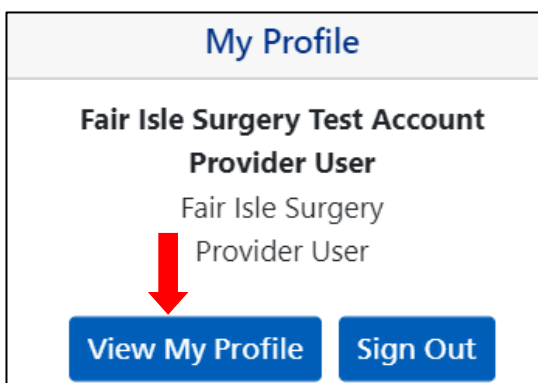 My Profile
Fair Isle Surgery Test Account
Provider User
Fair Isle Surgery
Provider User
View My Profile
Sign Out